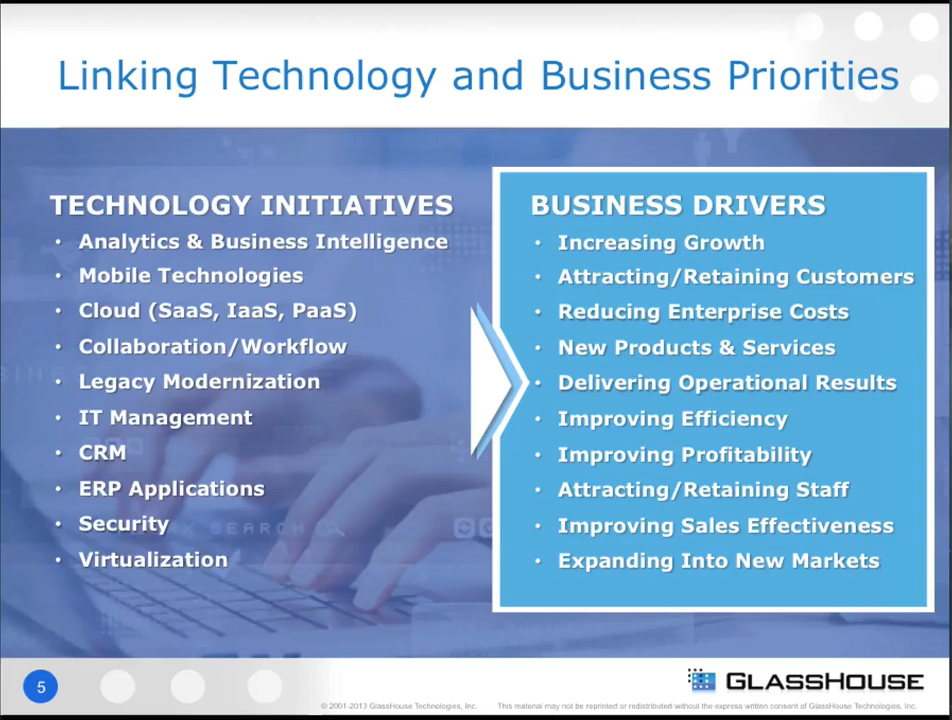 Linking Technology and Business Priorities
TECHNOLOGY INITIATIVES
• Analytics & Business Intelligence
• Mobile Technologies
• Cloud (SaaS, IaaS, PaaS)
• Collaboration/Workflow
• Legacy Modernization
• IT Management
• CRM
• ERP Applications
• Security
• Virtualization
BUSINESS DRIVERS
• Increasing Growth
• Attracting/Retaining Customers
• Reducing Enterprise Costs
• New Products & Services
• Delivering Operational Results
• Improving Efficiency
• Improving Profitability
• Attracting/Retaining Staff
• Improving Sales Effectiveness
• Expanding Into New Markets
SEARCH
5
GLASSHOUSE
© 2001-2013 GlassHouse Technologies, Inc. This material may not be reprinted or redistributed without the express written consent of GlassHouse Technologies, Inc.